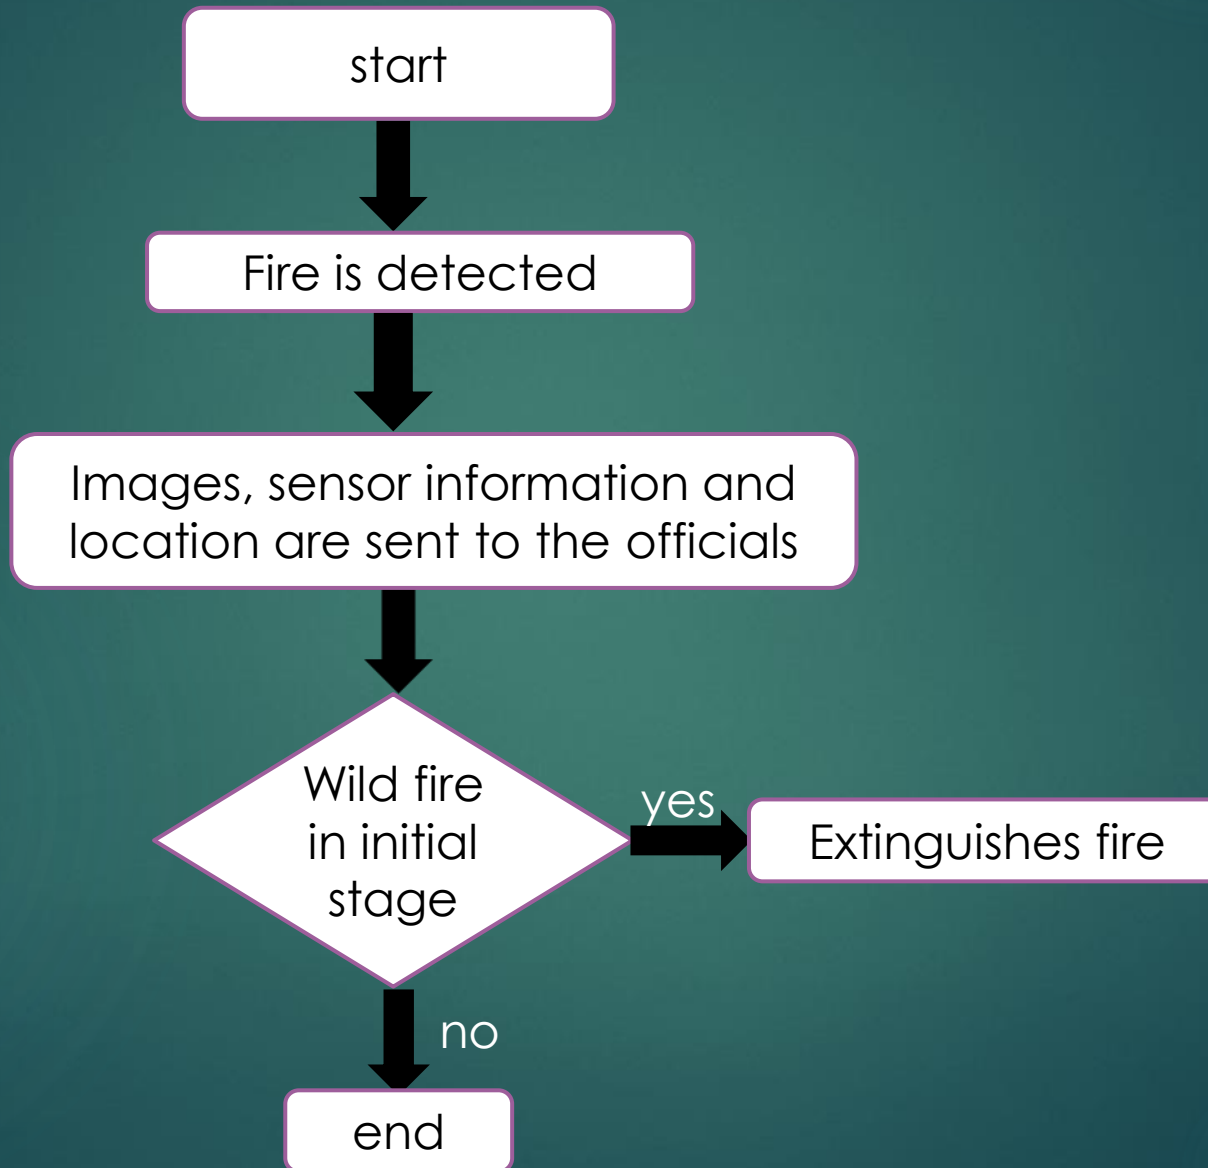 start
Fire is detected
Images, sensor information and
location are sent to the officials
Wild fire
in initial
stage
yes
Extinguishes fire
no
end